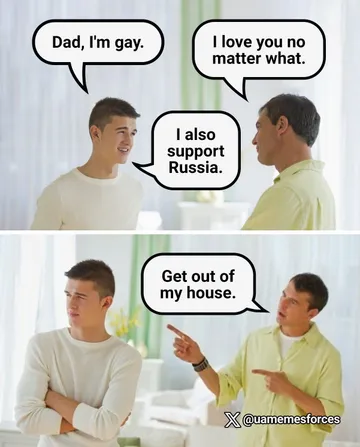 Dad, I'm gay.
I love you no
matter what.
I also
support
Russia.
Get out of
my house.
X @uamemesforces